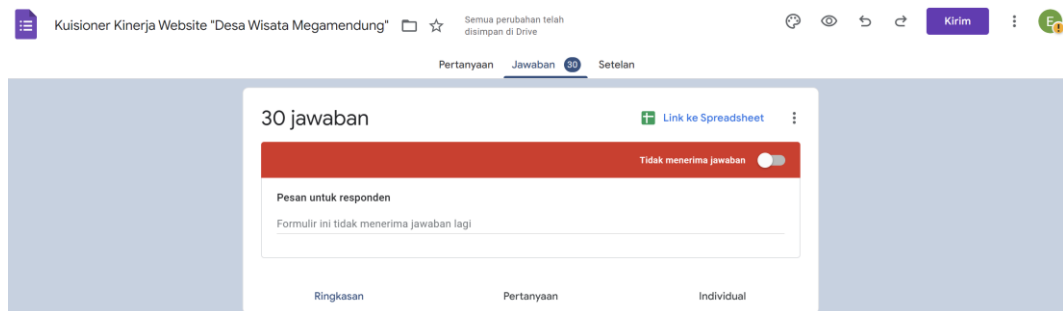 Kuisioner Kinerja Website "Desa Wisata Megamendung"
Semua perubahan telah
disimpan di Drive
Kirim
E
Pertanyaan Jawaban 30 Setelan
30 jawaban
Link ke Spreadsheet
Tidak menerima jawaban
Pesan untuk responden
Formulir ini tidak menerima jawaban lagi
Ringkasan Pertanyaan Individual